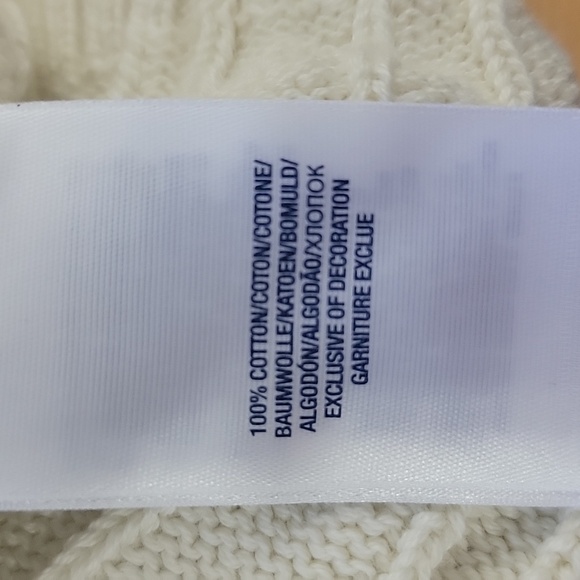 100% COTTON/COTON/COTONE/
BAUMWOLLE/KATOEN/BOMULD/
ALGODÓN/ALGODÃO/ХЛОПОК
EXCLUSIVE OF DECORATION
GARNITURE EXCLUE